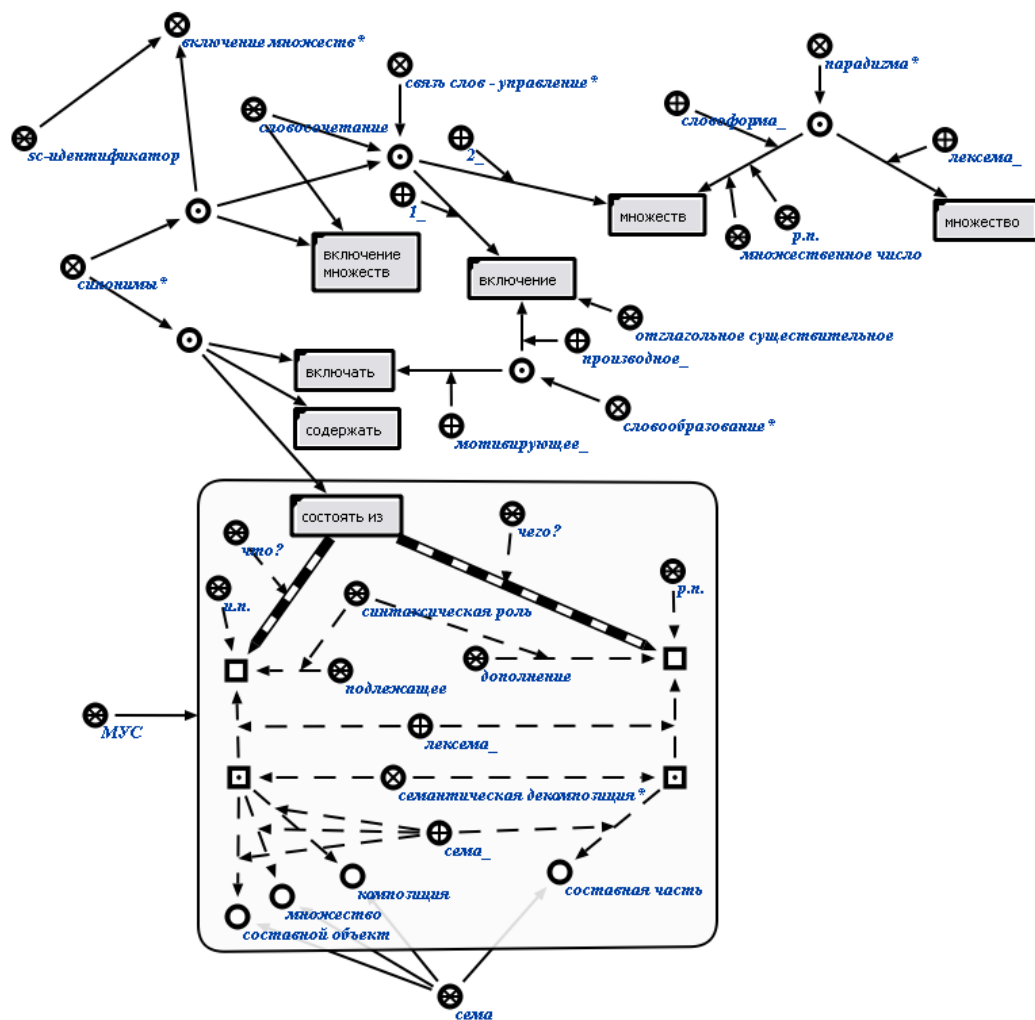 включение множеств*
парадигма*
связь слов - управление*
словоформа_
словосочетание
sc-идентификатор
2_
лексема_
1_
множеств
множество
р.п.
множественное число
включение
множеств
включение
синонимы*
отглагольное существительное
производное_
включать
содержать
словообразование*
мотивирующее_
состоять из
что?
чего?
и.п.
р.п.
синтаксическая роль
подлежащее
дополнение
МУС
лексема_
семантическая декомпозиция*
сема_
композиция
составная часть
множество
составной объект
сема